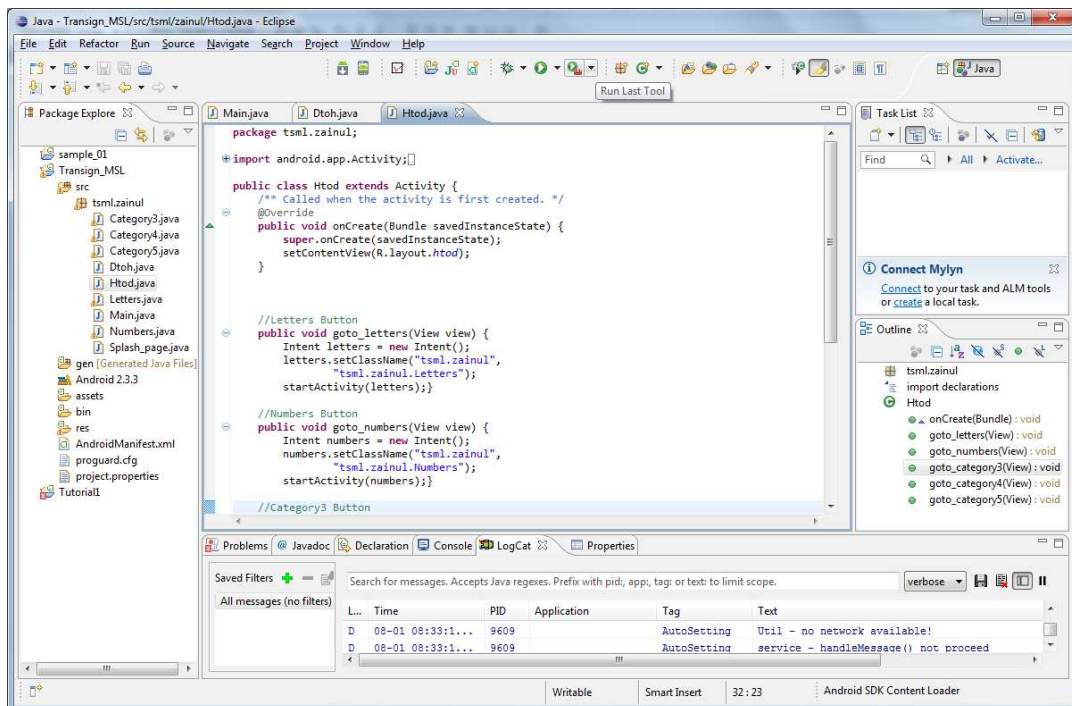 Java - Transign_MSL/src/tsml/zainul/Htod.java - Eclipse
File Edit Refactor Run Source Navigate Search Project Window Help
Java
Run Last Tool
Package Explore
sample_01
Transign_MSL
src
tsml.zainul
Category3.java
Category4.java
Category5.java
Dtoh.java
Htod.java
Letters.java
Main.java
Numbers.java
Splash_page.java
gen [Generated Java Files]
Android 2.3.3
assets
bin
res
AndroidManifest.xml
proguard.cfg
project.properties
Tutorial1
Main.java Dtoh.java Htod.java
package tsml.zainul;
import android.app.Activity;
public class Htod extends Activity {
/** Called when the activity is first created. */
@Override
public void onCreate(Bundle savedInstanceState) {
super.onCreate(savedInstanceState);
setContentView(R.layout.htod);
}
//Letters Button
public void goto_letters(View view) {
Intent letters = new Intent();
letters.setClassName("tsml.zainul",
"tsml.zainul.Letters");
startActivity(letters);}
//Numbers Button
public void goto_numbers(View view) {
Intent numbers = new Intent();
numbers.setClassName("tsml.zainul",
"tsml.zainul.Numbers");
startActivity(numbers);}
//Category3 Button
Task List
Find All Activate...
Connect Mylyn
Connect to your task and ALM tools
or create a local task.
Outline
tsml.zainul
import declarations
Htod
onCreate(Bundle) : void
goto_letters(View) : void
goto_numbers(View) : void
goto_category3(View) : void
goto_category4(View) : void
goto_category5(View) : void
Problems @ Javadoc Declaration Console LogCat Properties
Saved Filters
All messages (no filters)
Search for messages. Accepts Java regexes. Prefix with pid:, app:, tag: or text: to limit scope.
verbose
L... Time PID Application Tag Text
D 08-01 08:33:1... 9609 AutoSetting Util - no network available!
D 08-01 08:33:1... 9609 AutoSetting service - handleMessage() not proceed
Writable Smart Insert 32 : 23 Android SDK Content Loader